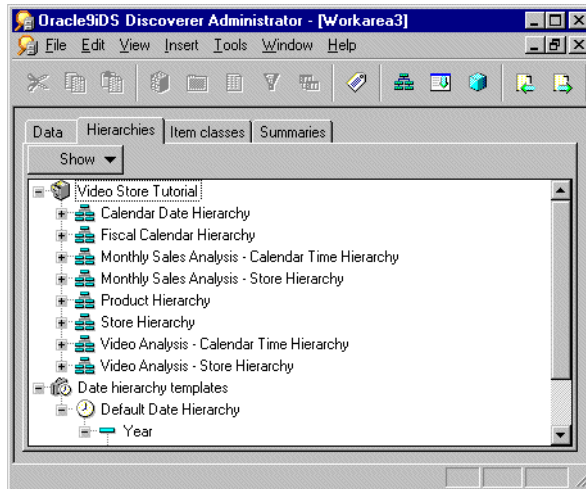 Oracle9iDS Discoverer Administrator - [Workarea3]
File Edit View Insert Tools Window Help
Data Hierarchies Item classes Summaries
Show
Video Store Tutorial
Calendar Date Hierarchy
Fiscal Calendar Hierarchy
Monthly Sales Analysis - Calendar Time Hierarchy
Monthly Sales Analysis - Store Hierarchy
Product Hierarchy
Store Hierarchy
Video Analysis - Calendar Time Hierarchy
Video Analysis - Store Hierarchy
Date hierarchy templates
Default Date Hierarchy
Year